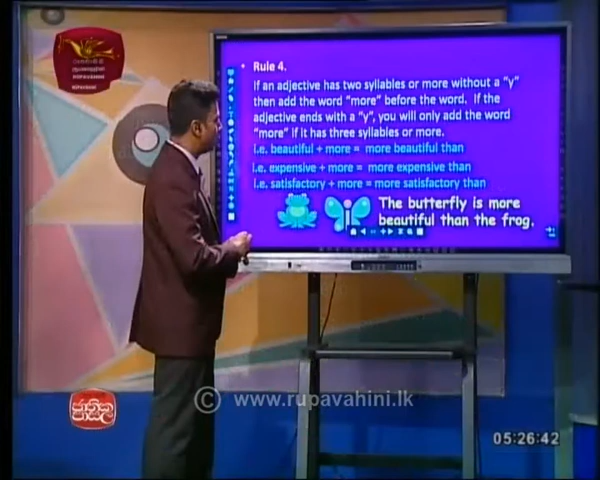 රූපවාහිනී
RUPAVAHINI
• Rule 4.
If an adjective has two syllables or more without a "y"
then add the word "more" before the word. If the
adjective ends with a "y", you will only add the word
"more" if it has three syllables or more.
i.e. beautiful + more = more beautiful than
i.e. expensive + more = more expensive than
i.e. satisfactory + more = more satisfactory than
The butterfly is more
beautiful than the frog.
© www.rupavahini.lk
05:26:42